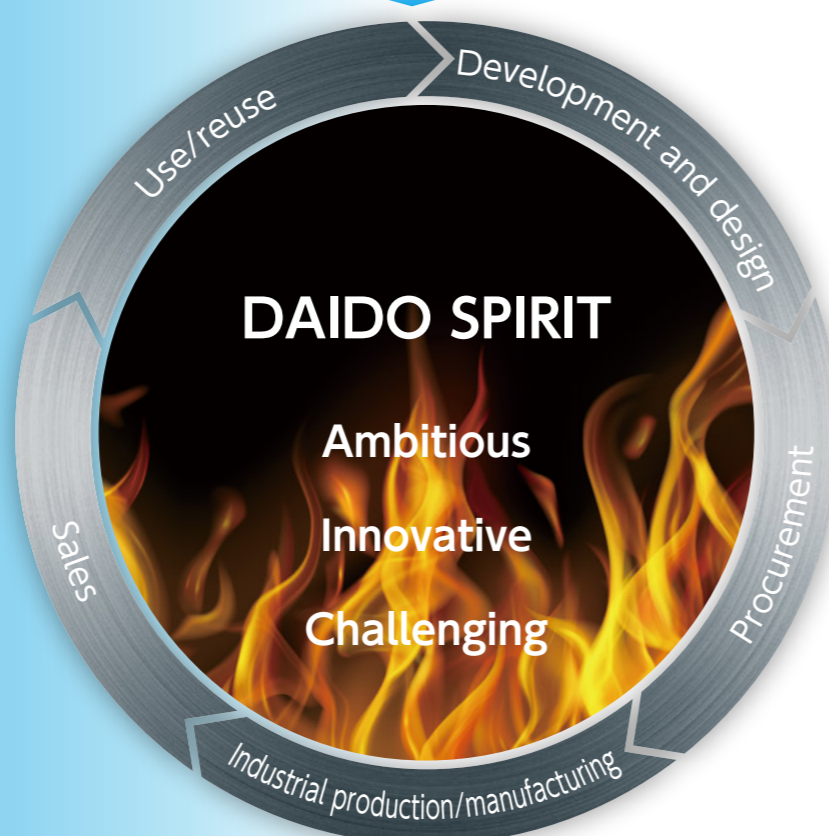 Development and design
Procurement
Industrial production/manufacturing
Sales
Use/reuse
DAIDO SPIRIT
Ambitious
Innovative
Challenging